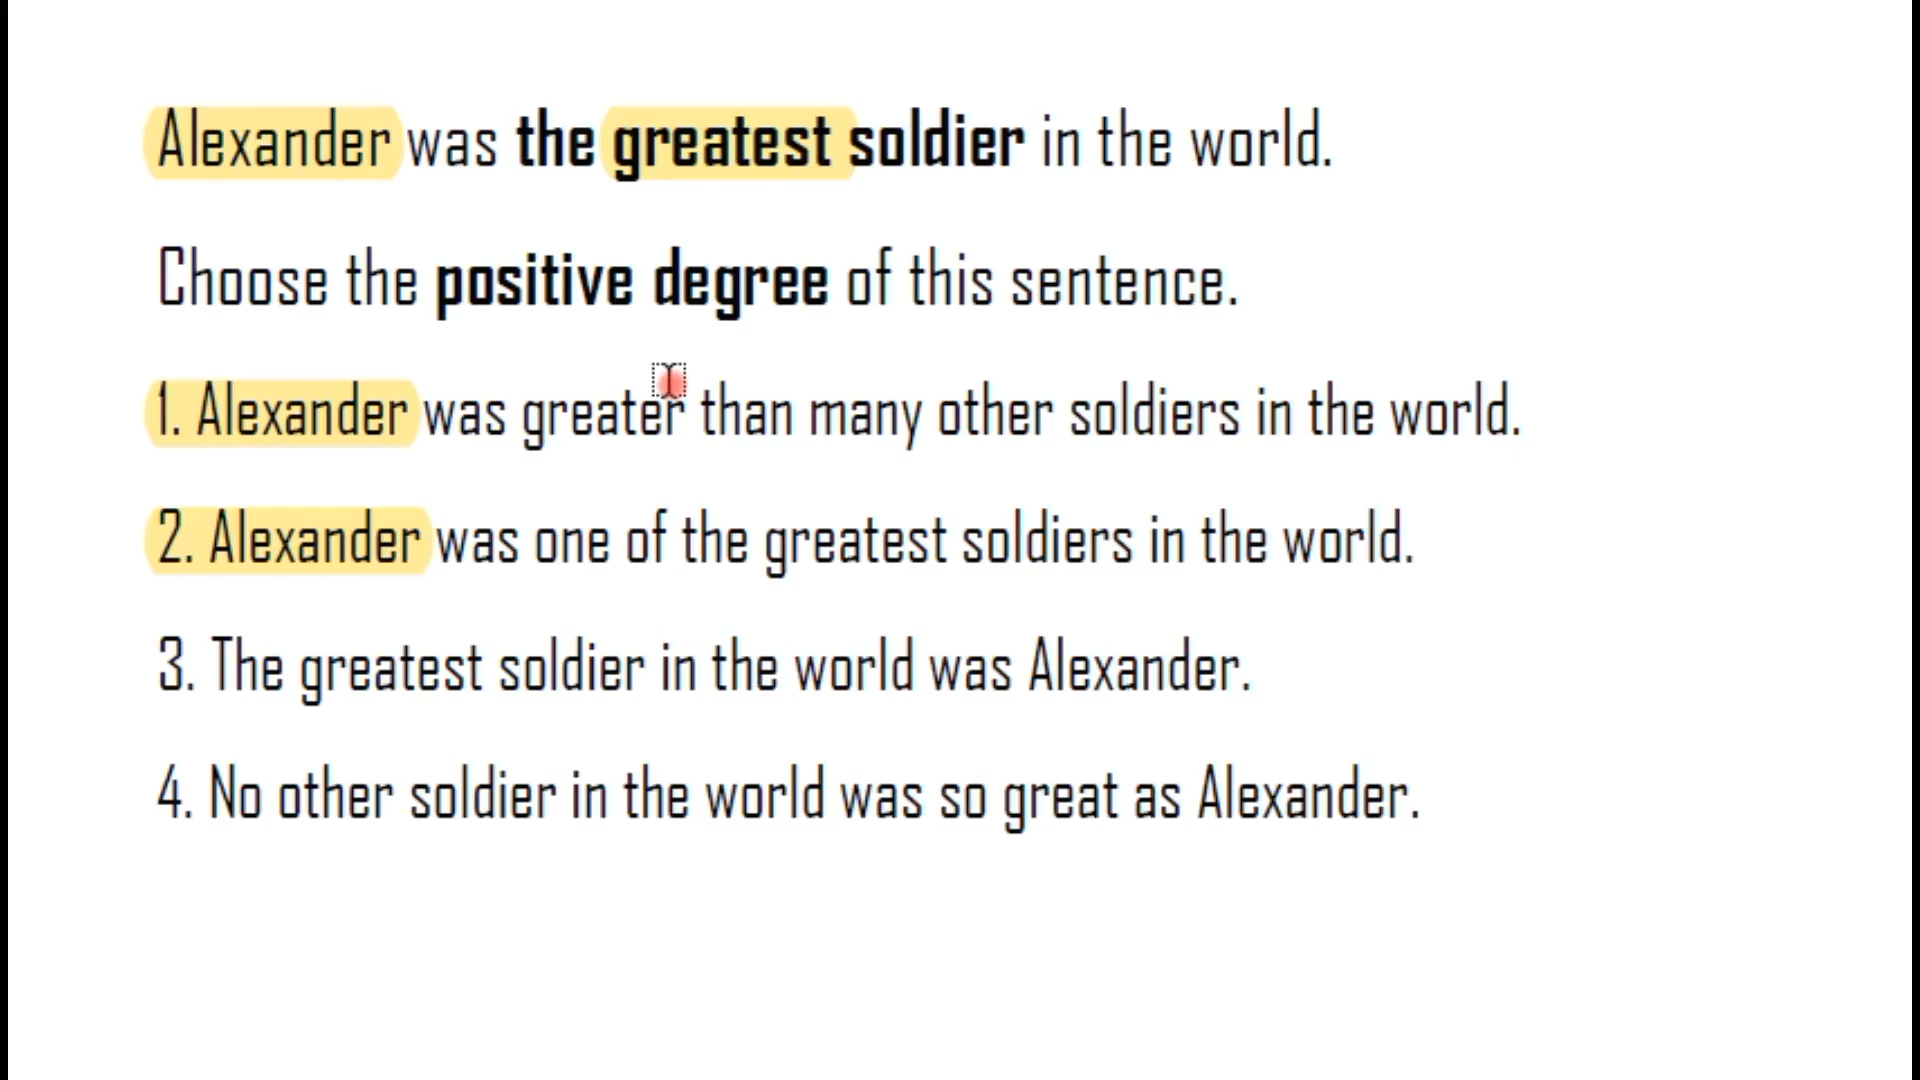 Alexander was the greatest soldier in the world.
Choose the positive degree of this sentence.
1. Alexander was greater than many other soldiers in the world.
2. Alexander was one of the greatest soldiers in the world.
3. The greatest soldier in the world was Alexander.
4. No other soldier in the world was so great as Alexander.